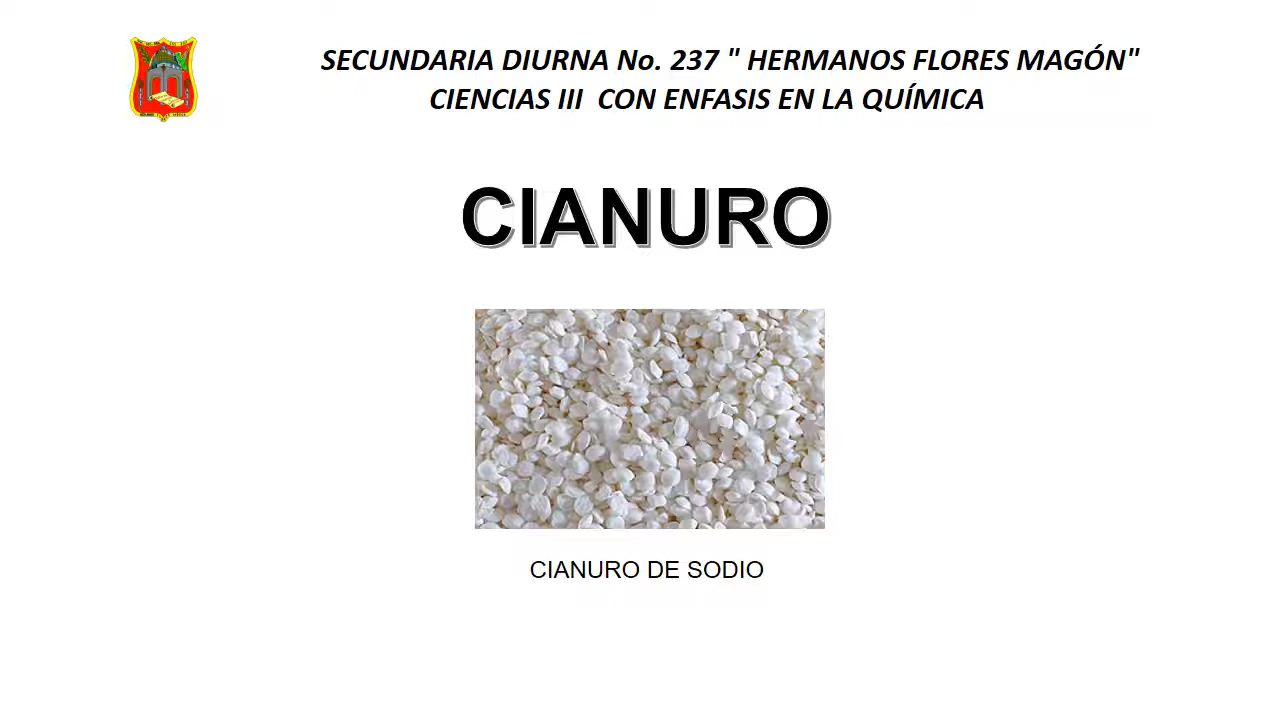 SECUNDARIA DIURNA No. 237 " HERMANOS FLORES MAGÓN"
CIENCIAS III CON ENFASIS EN LA QUÍMICA
CIANURO
CIANURO DE SODIO